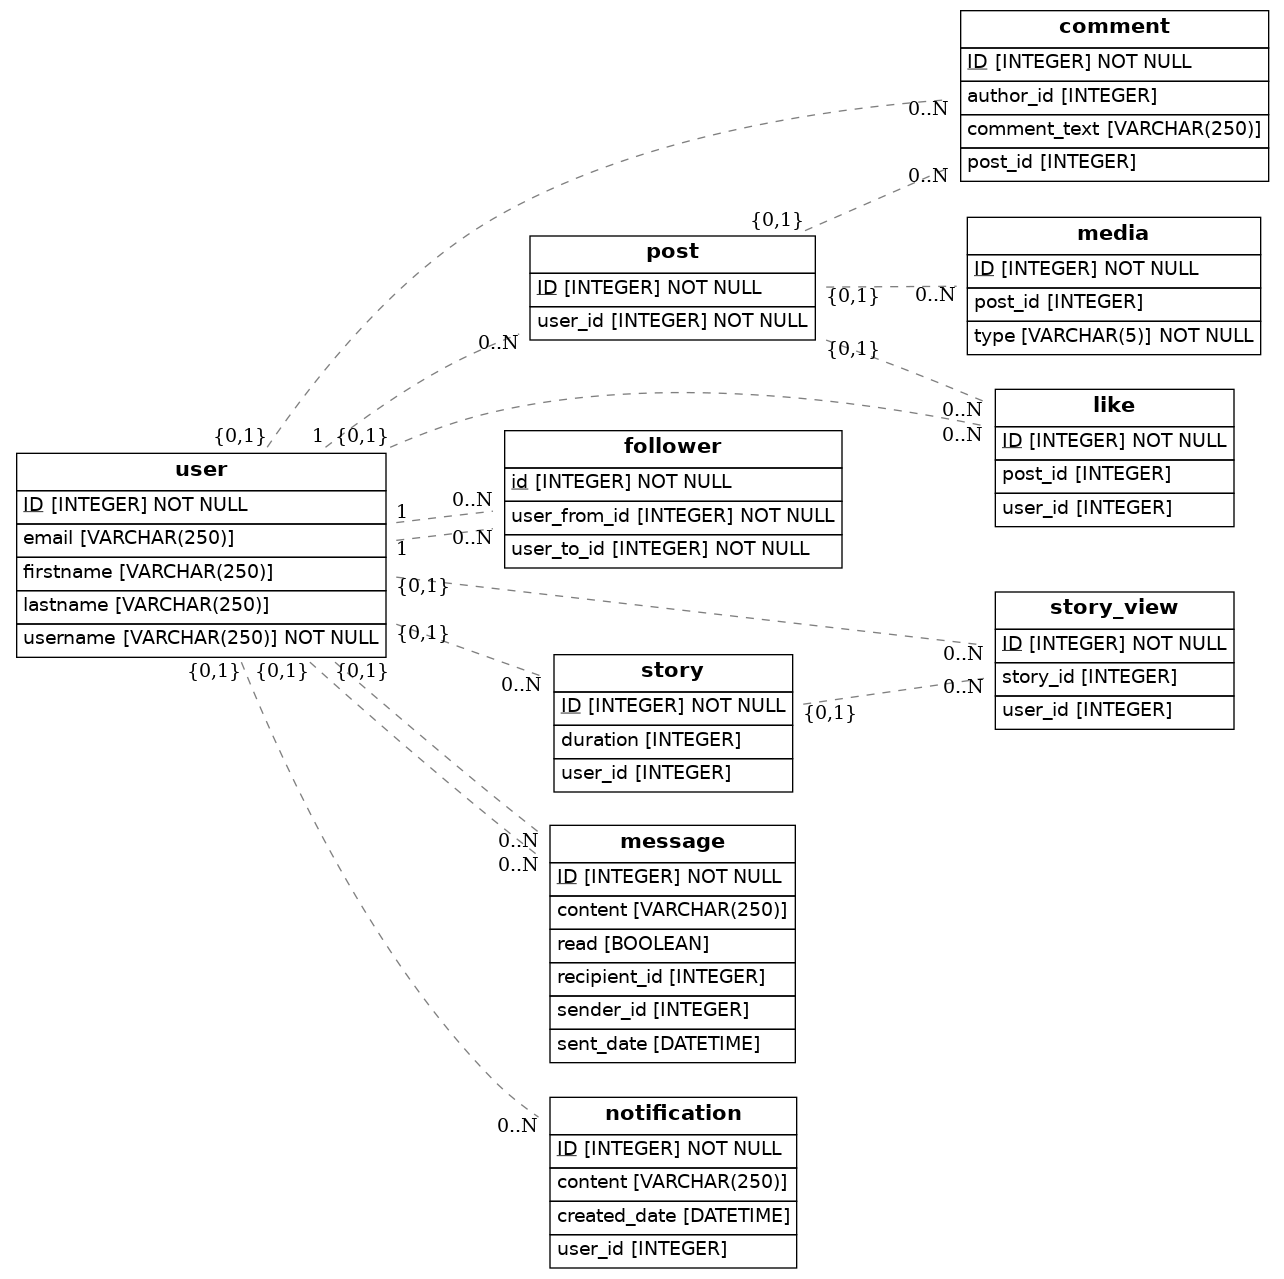 comment
ID [INTEGER] NOT NULL
author_id [INTEGER]
comment_text [VARCHAR(250)]
post_id [INTEGER]
0..N
0..N
{0,1}
post
ID [INTEGER] NOT NULL
user_id [INTEGER] NOT NULL
{0,1}
0..N
{0,1}
0..N
media
ID [INTEGER] NOT NULL
post_id [INTEGER]
type [VARCHAR(5)] NOT NULL
like
ID [INTEGER] NOT NULL
post_id [INTEGER]
user_id [INTEGER]
0..N
0..N
{0,1}
1
{0,1}
user
ID [INTEGER] NOT NULL
email [VARCHAR(250)]
firstname [VARCHAR(250)]
lastname [VARCHAR(250)]
username [VARCHAR(250)] NOT NULL
1
0..N
1
0..N
follower
id [INTEGER] NOT NULL
user_from_id [INTEGER] NOT NULL
user_to_id [INTEGER] NOT NULL
{0,1}
{0,1}
0..N
story_view
ID [INTEGER] NOT NULL
story_id [INTEGER]
user_id [INTEGER]
0..N
0..N
{0,1}
story
ID [INTEGER] NOT NULL
duration [INTEGER]
user_id [INTEGER]
{0,1}
{0,1}
{0,1}
0..N
0..N
message
ID [INTEGER] NOT NULL
content [VARCHAR(250)]
read [BOOLEAN]
recipient_id [INTEGER]
sender_id [INTEGER]
sent_date [DATETIME]
0..N
notification
ID [INTEGER] NOT NULL
content [VARCHAR(250)]
created_date [DATETIME]
user_id [INTEGER]